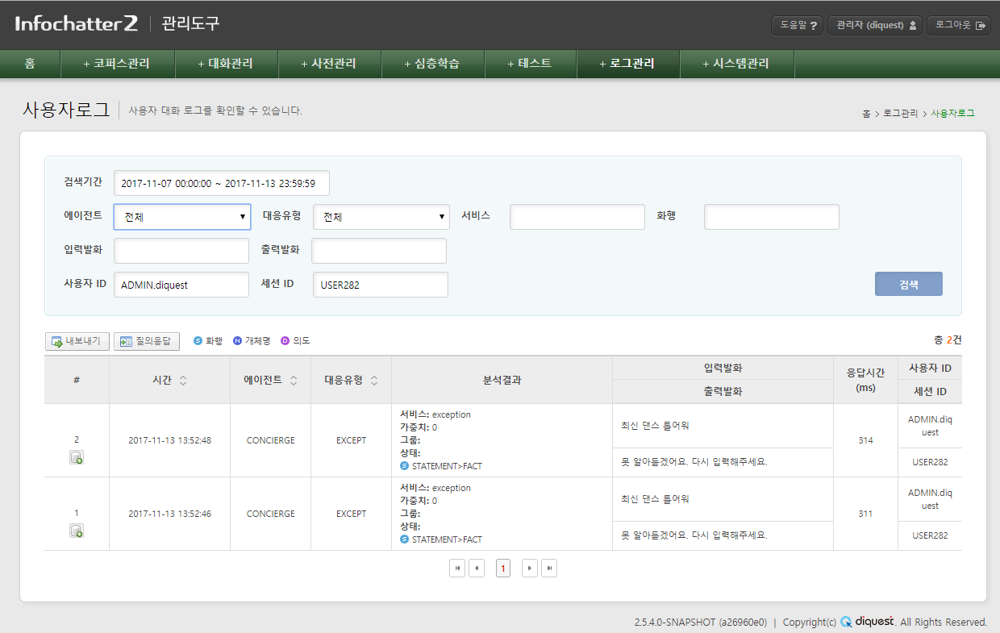 Infochatter2 관리도구
도움말 ? 관리자 (diquest) 로그아웃
홈 + 코퍼스관리 + 대화관리 + 사전관리 + 심층학습 + 테스트 + 로그관리 + 시스템관리
사용자로그 사용자 대화 로그를 확인할 수 있습니다.
홈 > 로그관리 > 사용자로그
검색기간 2017-11-07 00:00:00 ~ 2017-11-13 23:59:59
에이전트 전체 대응유형 전체 서비스 화행
입력발화 출력발화
사용자 ID ADMIN.diquest 세션 ID USER282 검색
내보내기 질의응답 S 화행 N 개체명 D 의도 총 2건
# 시간 에이전트 대응유형 분석결과 입력발화 출력발화 응답시간 (ms) 사용자 ID 세션 ID
2 2017-11-13 13:52:48 CONCIERGE EXCEPT
서비스: exception
가중치: 0
그룹:
상태:
S STATEMENT>FACT
최신 댄스 틀어워
못 알아듣겠어요. 다시 입력해주세요.
314
ADMIN.diq
uest
USER282
1 2017-11-13 13:52:46 CONCIERGE EXCEPT
서비스: exception
가중치: 0
그룹:
상태:
S STATEMENT>FACT
최신 댄스 틀어워
못 알아듣겠어요. 다시 입력해주세요.
311
ADMIN.diq
uest
USER282
1
2.5.4.0-SNAPSHOT (a26960e0) | Copyright(c) diquest. All Rights Reserved.